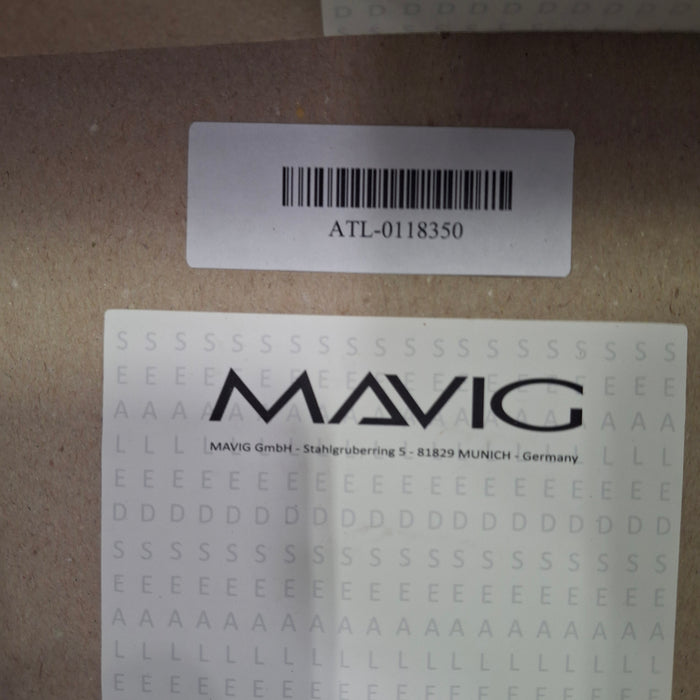 D D D D D D D D D D D D D
ATL-0118350
S S S S S S S S S S S S S S S S S S S S
MAVIG
E E E E E E E E
A A A A A A A A
MAVIG GmbH - Stahlgruberring 5 - 81829 MUNICH - Germany
L L L L L L L
E E E E E E E E E E E E E E E E E E E E
D D D D D D D D D D D D D D D D D D D D
S S S S S S S S S S S S S S S S S S S S
E E E E E E E E E E E E E E E E E E E E
A A A A A A A A A A A A A A A A A A A A
L L L L L L L L L L L L L L L L L L L L
E E E E E E E E E E E E E E E E E E E E